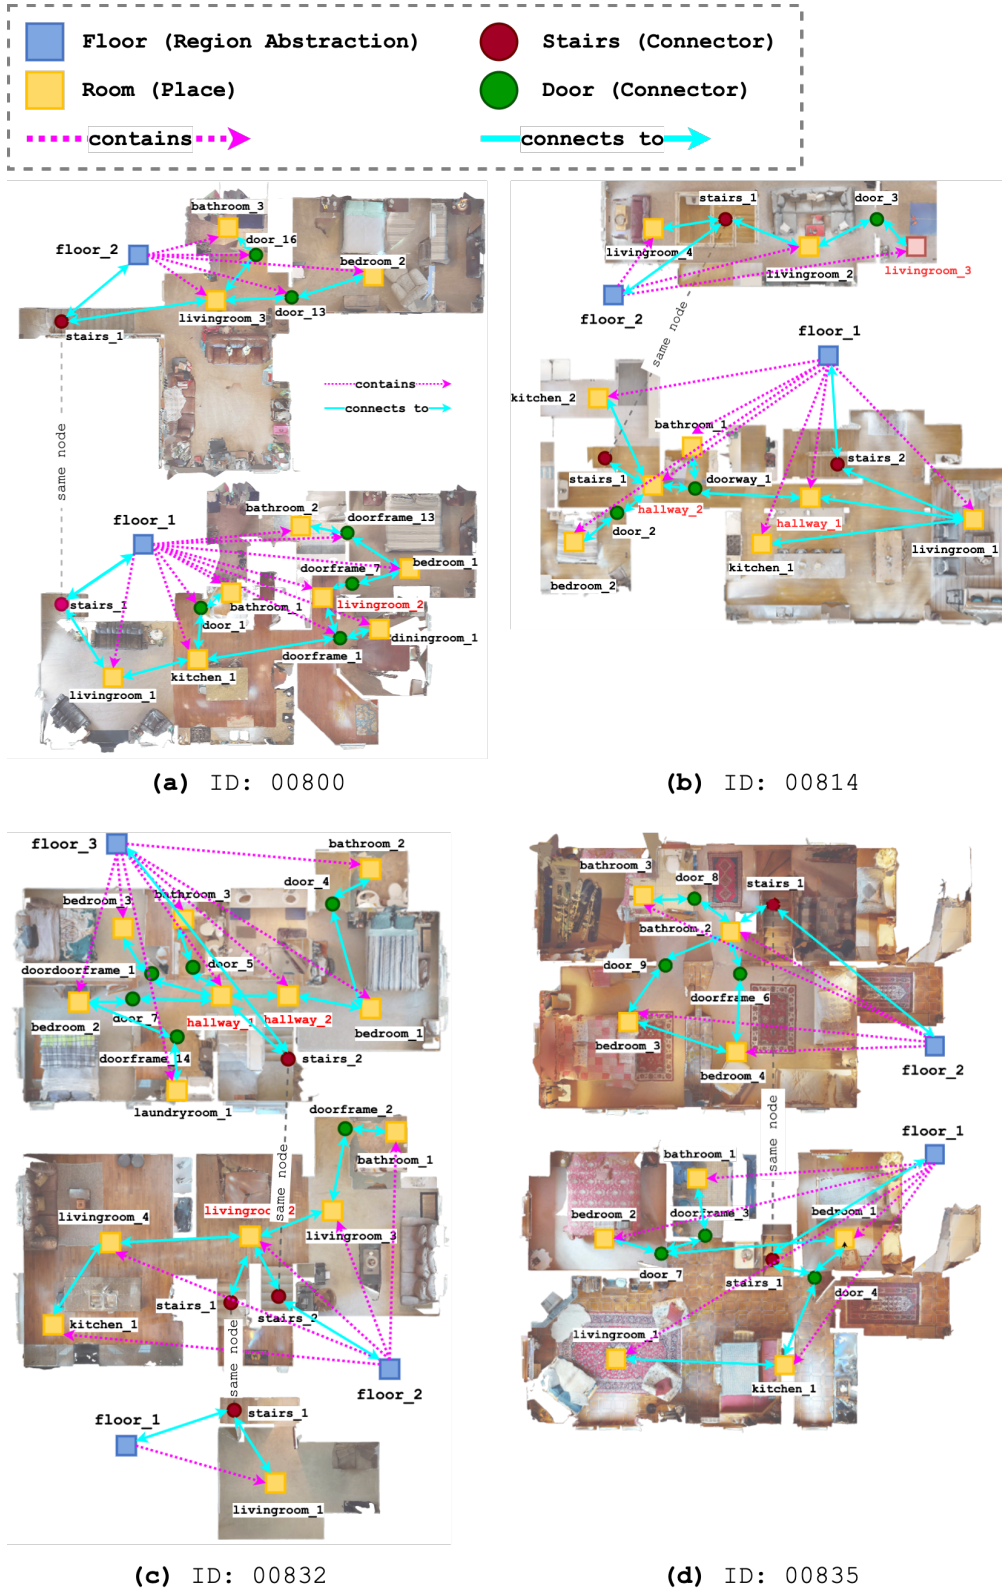 Floor (Region Abstraction)
Stairs (Connector)
Room (Place)
Door (Connector)
contains
connects to
bathroom_3
door_16
floor_2
bedroom_2
livingroom_3
door_13
stairs_1
contains
connects to
same node
floor_1
bathroom_2
doorframe_13
doorframe_7
bedroom_1
stairs_1
bathroom_1
livingroom_2
door_1
diningroom_1
doorframe_1
kitchen_1
livingroom_1
(a) ID: 00800
stairs_1
door_3
livingroom_4
livingroom_2
livingroom_3
floor_2
same node
floor_1
kitchen_2
bathroom_1
stairs_1
doorway_1
stairs_2
hallway_2
hallway_1
door_2
kitchen_1
livingroom_1
bedroom_2
(b) ID: 00814
floor_3
bathroom_2
door_4
bedroom_3
bathroom_3
doordoorframe_1
door_5
bedroom_2
door_7
hallway_1
hallway_2
bedroom_1
doorframe_14
stairs_2
laundryroom_1
doorframe_2
same node
bathroom_1
livingroom_4
livingroom_2
livingroom_3
stairs_1
stairs_2
kitchen_1
same node
floor_2
floor_1
stairs_1
livingroom_1
(c) ID: 00832
bathroom_3
door_8
stairs_1
bathroom_2
door_9
doorframe_6
bedroom_3
bedroom_4
floor_2
same node
floor_1
bathroom_1
bedroom_2
doorframe_3
bedroom_1
door_7
stairs_1
door_4
livingroom_1
kitchen_1
(d) ID: 00835